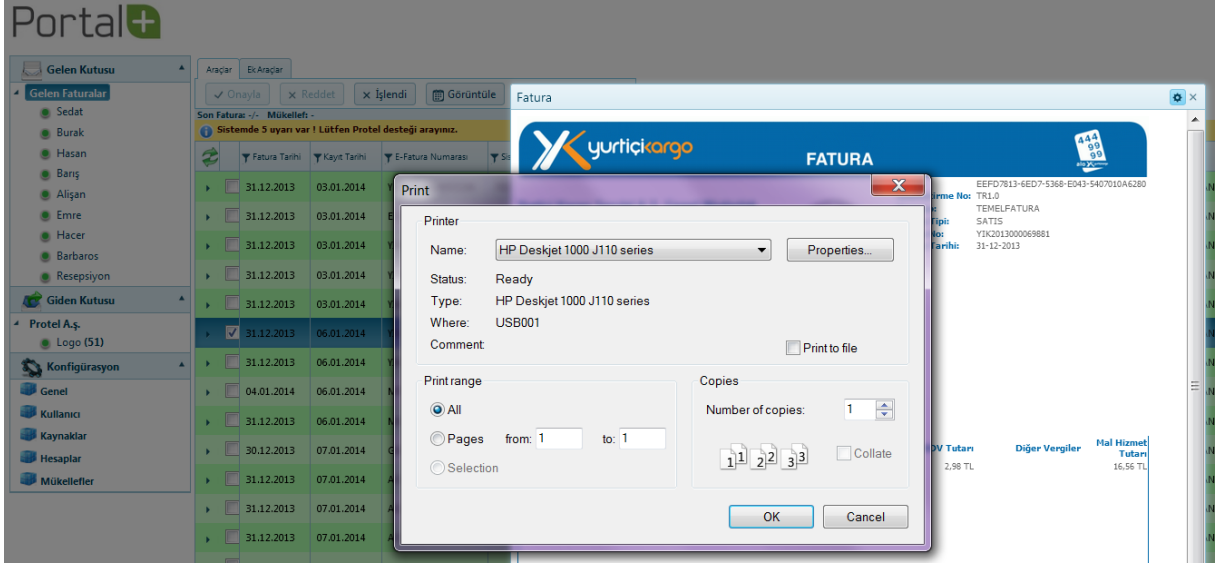 Portal+
Gelen Kutusu
Gelen Faturalar
Sedat
Burak
Hasan
Barış
Alişan
Emre
Hacer
Barbaros
Resepsiyon
Giden Kutusu
Protel A.ş.
Logo (51)
Konfigürasyon
Genel
Kullanıcı
Kaynaklar
Hesaplar
Mükellefler
Araçlar Ek Araçlar
Onayla Reddet İşlendi Görüntüle
Son Fatura: -/- Mükellef: -
Sistemde 5 uyarı var ! Lütfen Protel desteği arayınız.
Fatura Tarihi Kayıt Tarihi E-Fatura Numarası
31.12.2013 03.01.2014
31.12.2013 03.01.2014
31.12.2013 03.01.2014
31.12.2013 03.01.2014
31.12.2013 03.01.2014
31.12.2013 06.01.2014
31.12.2013 06.01.2014
04.01.2014 06.01.2014
31.12.2013 06.01.2014
30.12.2013 07.01.2014
31.12.2013 07.01.2014
31.12.2013 07.01.2014
31.12.2013 07.01.2014
Fatura
yurtiçikargo
FATURA
444
99
99
EEFD7813-6ED7-5368-E043-5407010A6280
TR1.0
TEMELFATURA
SATIS
YIK2013000069881
31-12-2013
Diğer Vergiler Mal Hizmet
Tutarı
2,98 TL 16,56 TL
Print
Printer
Name: HP Deskjet 1000 J110 series Properties...
Status: Ready
Type: HP Deskjet 1000 J110 series
Where: USB001
Comment:
Print to file
Print range
All
Pages from: 1 to: 1
Selection
Copies
Number of copies: 1
1 1 2 2 3 3
Collate
OK Cancel